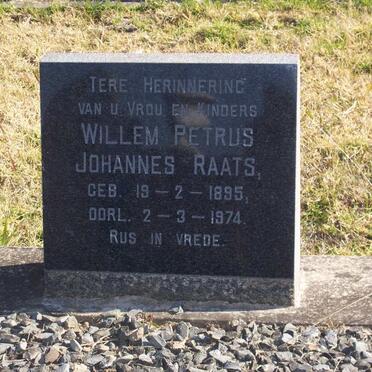 TERE HERINNERING
VAN U VROU EN KINDERS
WILLEM PETRUS
JOHANNES RAATS,
GEB. 19-2-1895,
OORL. 2-3-1974.
RUS IN VREDE.